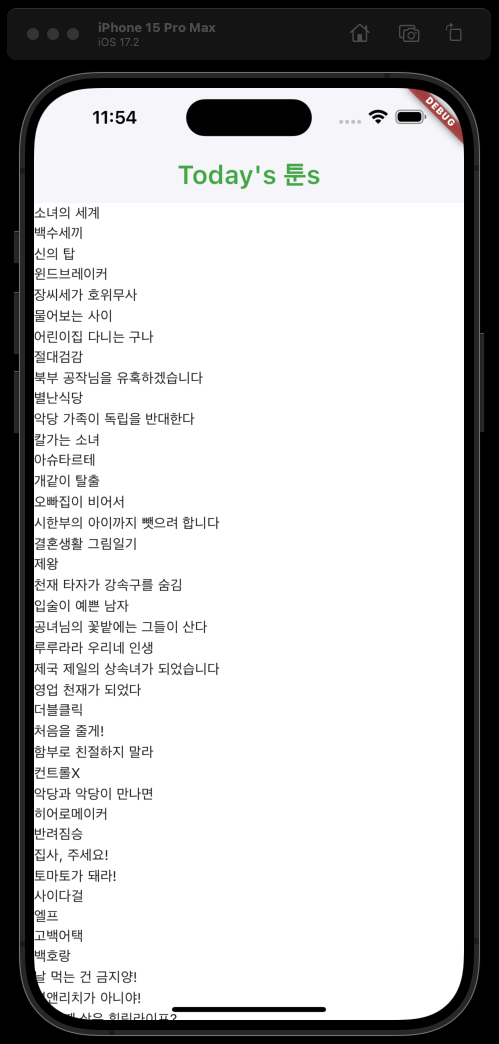 iPhone 15 Pro Max
iOS 17.2
11:54
DEBUG
Today's 툰s
소녀의 세계
백수세끼
신의 탑
윈드브레이커
장씨세가 호위무사
물어보는 사이
어린이집 다니는 구나
절대검감
북부 공작님을 유혹하겠습니다
별난식당
악당 가족이 독립을 반대한다
칼가는 소녀
아슈타르테
개같이 탈출
오빠집이 비어서
시한부의 아이까지 뺏으려 합니다
결혼생활 그림일기
제왕
천재 타자가 강속구를 숨김
입술이 예쁜 남자
공녀님의 꽃밭에는 그들이 산다
루루라라 우리네 인생
제국 제일의 상속녀가 되었습니다
영업 천재가 되었다
더블클릭
처음을 줄게!
함부로 친절하지 말라
컨트롤X
악당과 악당이 만나면
히어로메이커
반려짐승
집사, 주세요!
토마토가 돼라!
사이다걸
엘프
고백어택
백호랑
날 먹는 건 금지양!
아니야!
힐링라이프?